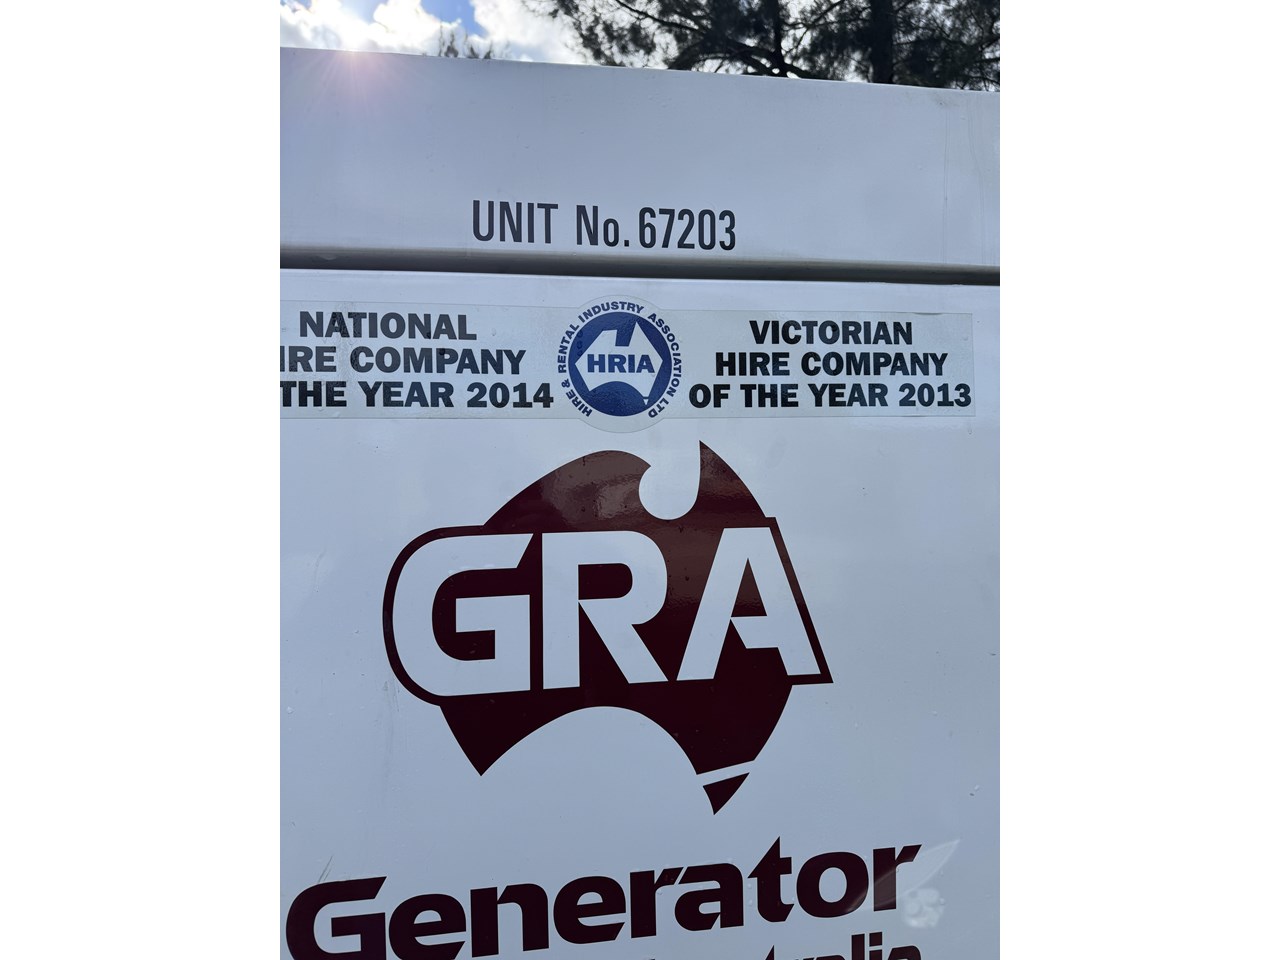 UNIT No. 67203
NATIONAL
IRE COMPANY
THE YEAR 2014
HIRE & RENTAL INDUSTRY ASSOCIATION LTD
HRIA
VICTORIAN
HIRE COMPANY
OF THE YEAR 2013
GRA
Generator